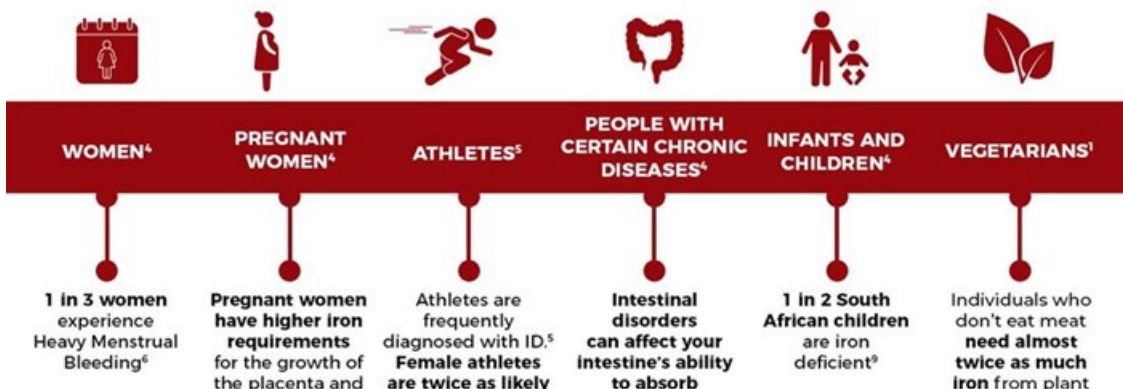 WOMEN⁴
PREGNANT
WOMEN⁴
ATHLETES⁵
PEOPLE WITH
CERTAIN CHRONIC
DISEASES⁴
INFANTS AND
CHILDREN⁴
VEGETARIANS¹
1 in 3 women
experience
Heavy Menstrual
Bleeding⁶
Pregnant women
have higher iron
requirements
for the growth of
the placenta and
Athletes are
frequently
diagnosed with ID.⁵
Female athletes
are twice as likely
Intestinal
disorders
can affect your
intestine's ability
to absorb
1 in 2 South
African children
are iron
deficient⁹
Individuals who
don't eat meat
need almost
twice as much
iron from plant